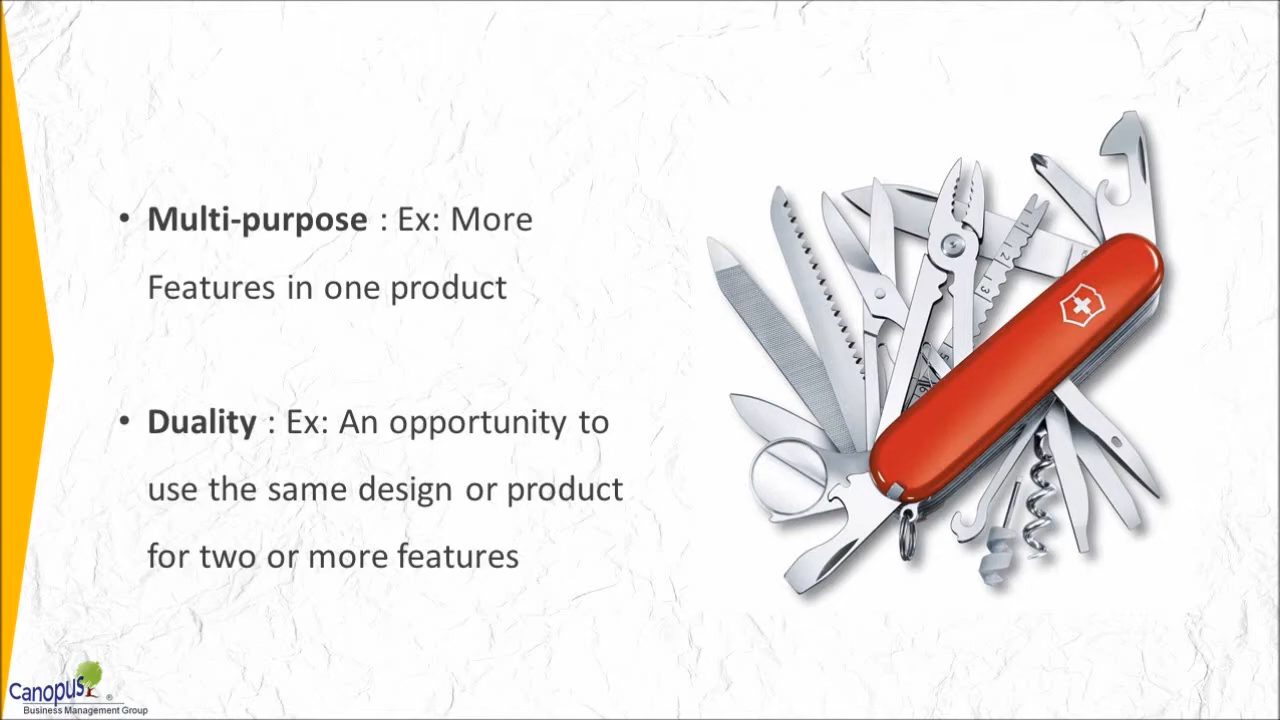 • Multi-purpose : Ex: More
Features in one product
• Duality : Ex: An opportunity to
use the same design or product
for two or more features
Canopus ®
Business Management Group